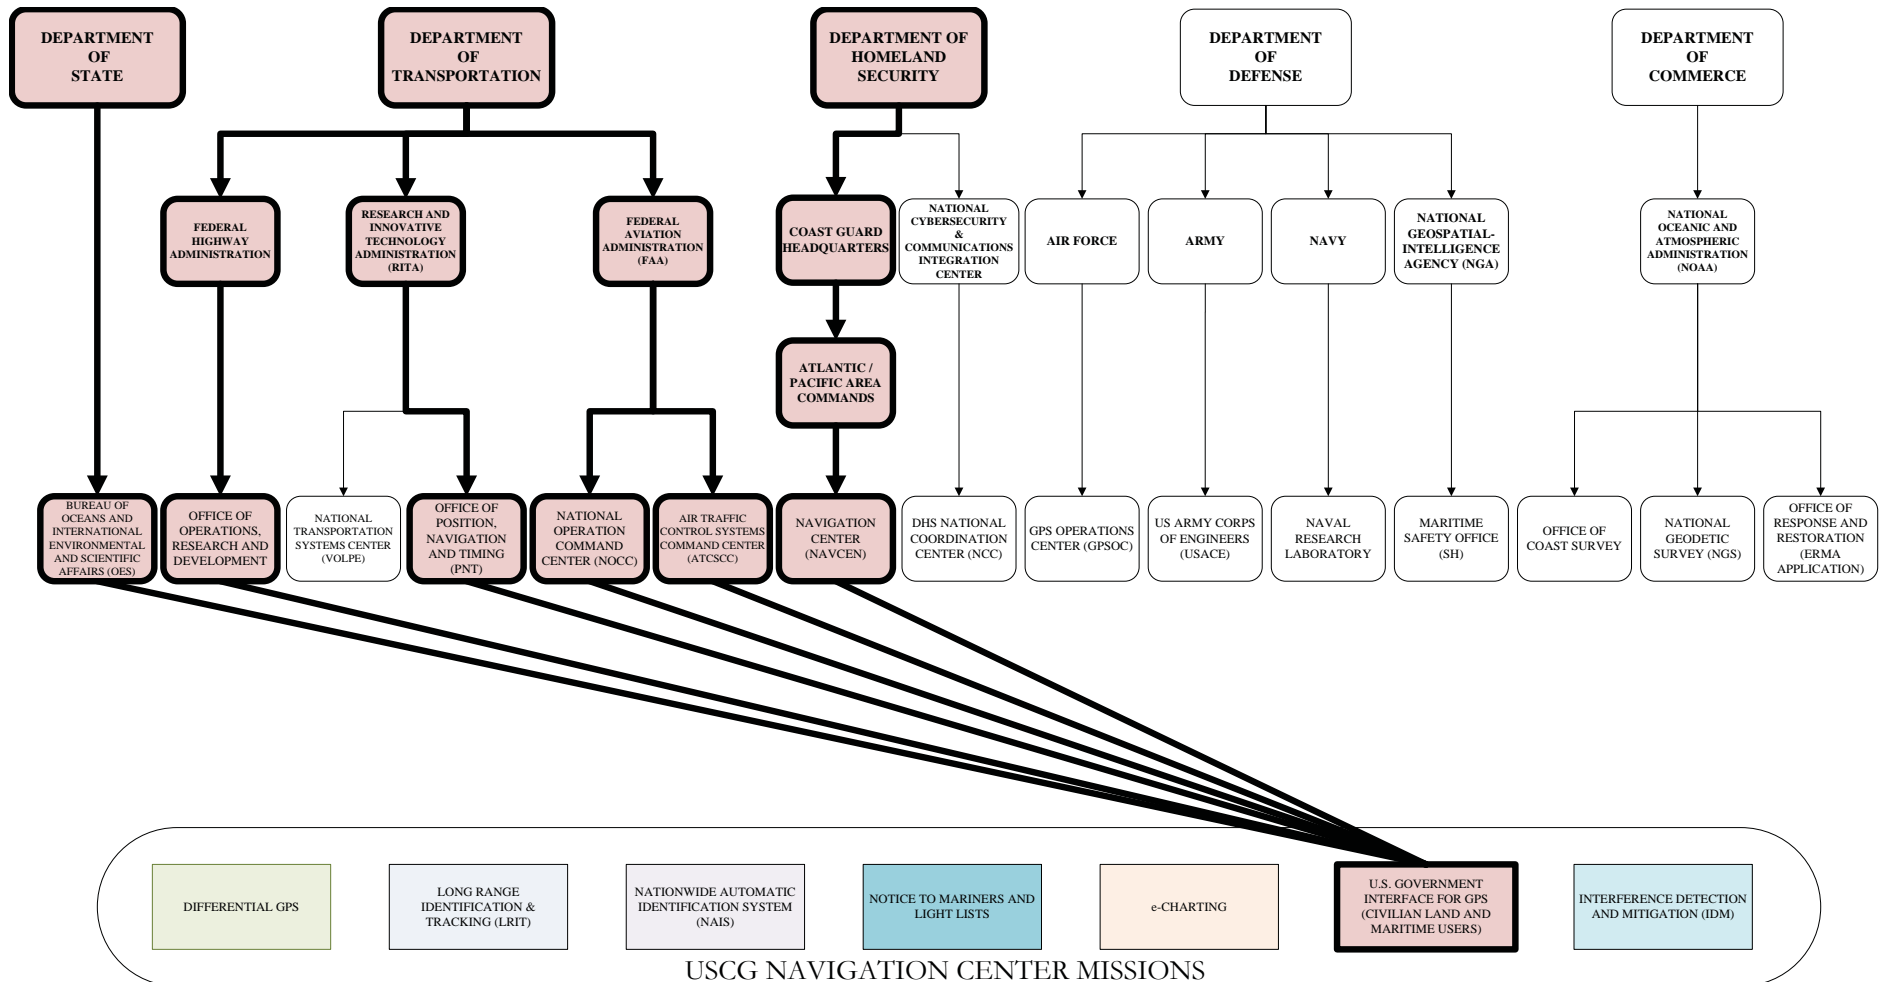 DEPARTMENT
OF
STATE
DEPARTMENT
OF
TRANSPORTATION
DEPARTMENT OF
HOMELAND
SECURITY
DEPARTMENT
OF
DEFENSE
DEPARTMENT
OF
COMMERCE
FEDERAL
HIGHWAY
ADMINISTRATION
RESEARCH AND
INNOVATIVE
TECHNOLOGY
ADMINISTRATION
(RITA)
FEDERAL
AVIATION
ADMINISTRATION
(FAA)
COAST GUARD
HEADQUARTERS
NATIONAL
CYBERSECURITY
&
COMMUNICATIONS
INTEGRATION
CENTER
AIR FORCE
ARMY
NAVY
NATIONAL
GEOSPATIAL-
INTELLIGENCE
AGENCY (NGA)
NATIONAL
OCEANIC AND
ATMOSPHERIC
ADMINISTRATION
(NOAA)
ATLANTIC /
PACIFIC AREA
COMMANDS
BUREAU OF
OCEANS AND
INTERNATIONAL
ENVIRONMENTAL
AND SCIENTIFIC
AFFAIRS (OES)
OFFICE OF
OPERATIONS,
RESEARCH AND
DEVELOPMENT
NATIONAL
TRANSPORTATION
SYSTEMS CENTER
(VOLPE)
OFFICE OF
POSITION,
NAVIGATION
AND TIMING
(PNT)
NATIONAL
OPERATION
COMMAND
CENTER (NOCC)
AIR TRAFFIC
CONTROL SYSTEMS
COMMAND CENTER
(ATCSCC)
NAVIGATION
CENTER
(NAVCEN)
DHS NATIONAL
COORDINATION
CENTER (NCC)
GPS OPERATIONS
CENTER (GPSOC)
US ARMY CORPS
OF ENGINEERS
(USACE)
NAVAL
RESEARCH
LABORATORY
MARITIME
SAFETY OFFICE
(SH)
OFFICE OF
COAST SURVEY
NATIONAL
GEODETIC
SURVEY (NGS)
OFFICE OF
RESPONSE AND
RESTORATION
(ERMA
APPLICATION)
DIFFERENTIAL GPS
LONG RANGE
IDENTIFICATION &
TRACKING (LRIT)
NATIONWIDE AUTOMATIC
IDENTIFICATION SYSTEM
(NAIS)
NOTICE TO MARINERS AND
LIGHT LISTS
e-CHARTING
U.S. GOVERNMENT
INTERFACE FOR GPS
(CIVILIAN LAND AND
MARITIME USERS)
INTERFERENCE DETECTION
AND MITIGATION (IDM)
USCG NAVIGATION CENTER MISSIONS